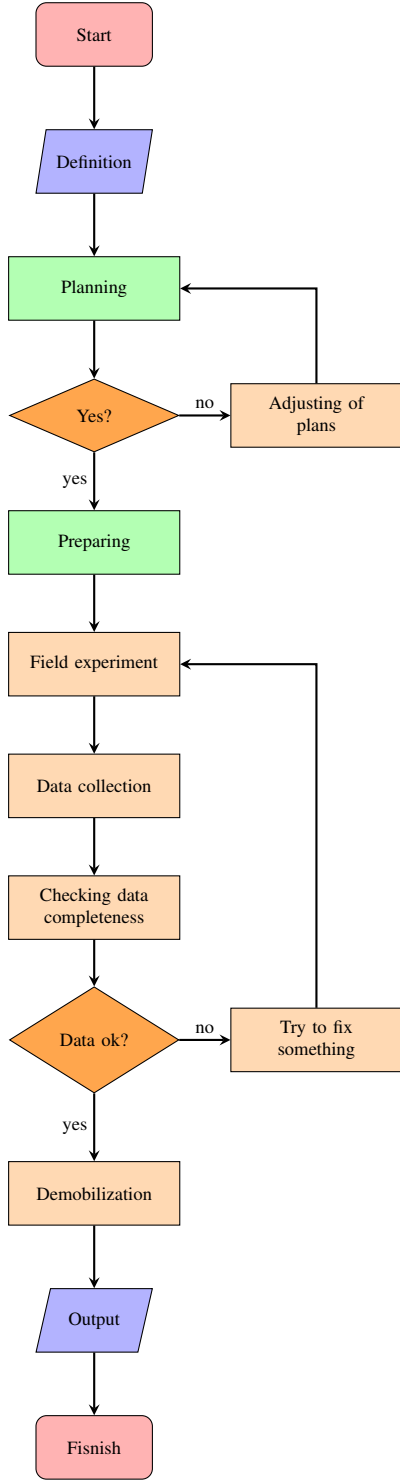 Start
Definition
Planning
Yes?
no
Adjusting of
plans
yes
Preparing
Field experiment
Data collection
Checking data
completeness
Data ok?
no
Try to fix
something
yes
Demobilization
Output
Fisnish